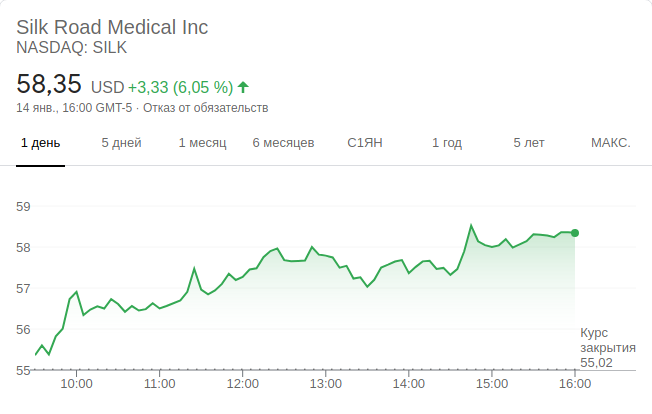 Silk Road Medical Inc
NASDAQ: SILK
58,35 USD +3,33 (6,05 %)
14 янв., 16:00 GMT-5 · Отказ от обязательств
1 день 5 дней 1 месяц 6 месяцев С1ЯН 1 год 5 лет МАКС.
59
58
57
56
55
Курс
закрытия
55,02
10:00 11:00 12:00 13:00 14:00 15:00 16:00